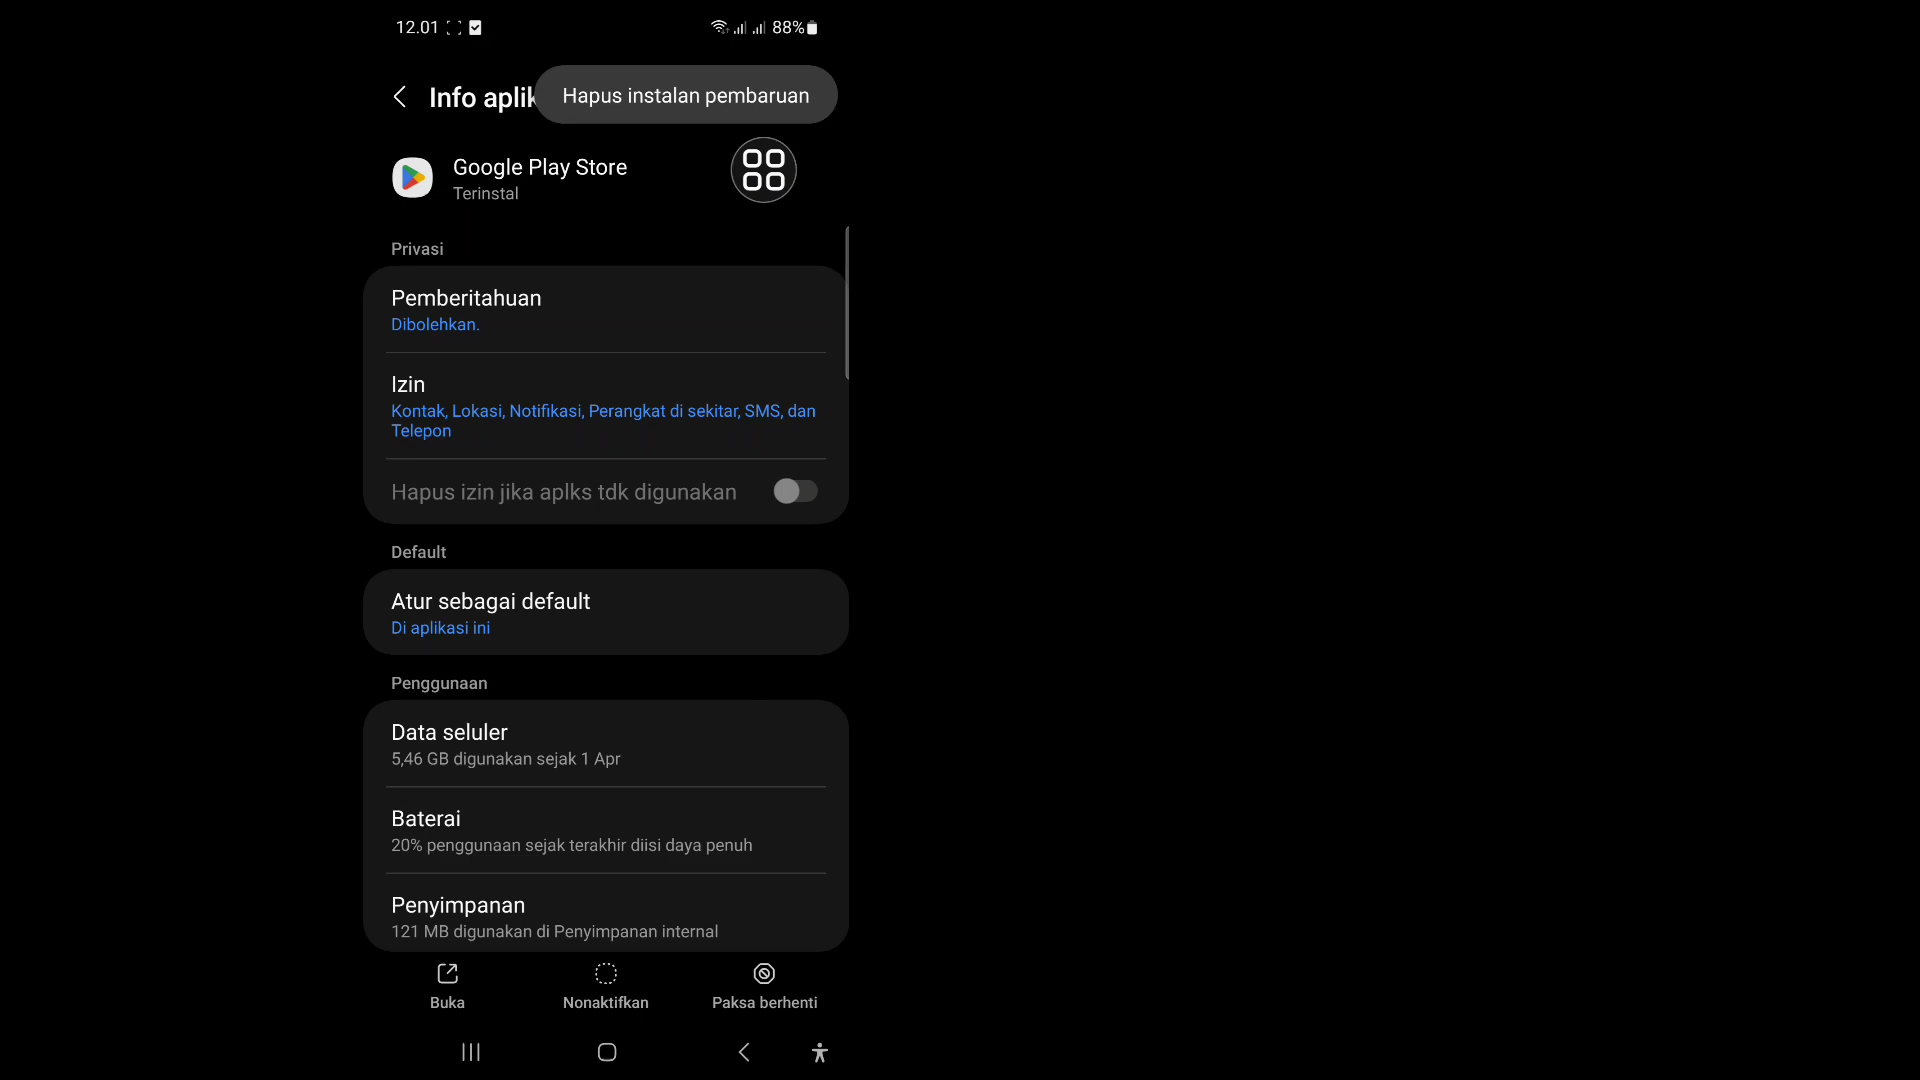 12.01
88%
Info aplik
Hapus instalan pembaruan
Google Play Store
Terinstal
Privasi
Pemberitahuan
Dibolehkan.
Izin
Kontak, Lokasi, Notifikasi, Perangkat di sekitar, SMS, dan
Telepon
Hapus izin jika aplks tdk digunakan
Default
Atur sebagai default
Di aplikasi ini
Penggunaan
Data seluler
5,46 GB digunakan sejak 1 Apr
Baterai
20% penggunaan sejak terakhir diisi daya penuh
Penyimpanan
121 MB digunakan di Penyimpanan internal
Buka
Nonaktifkan
Paksa berhenti